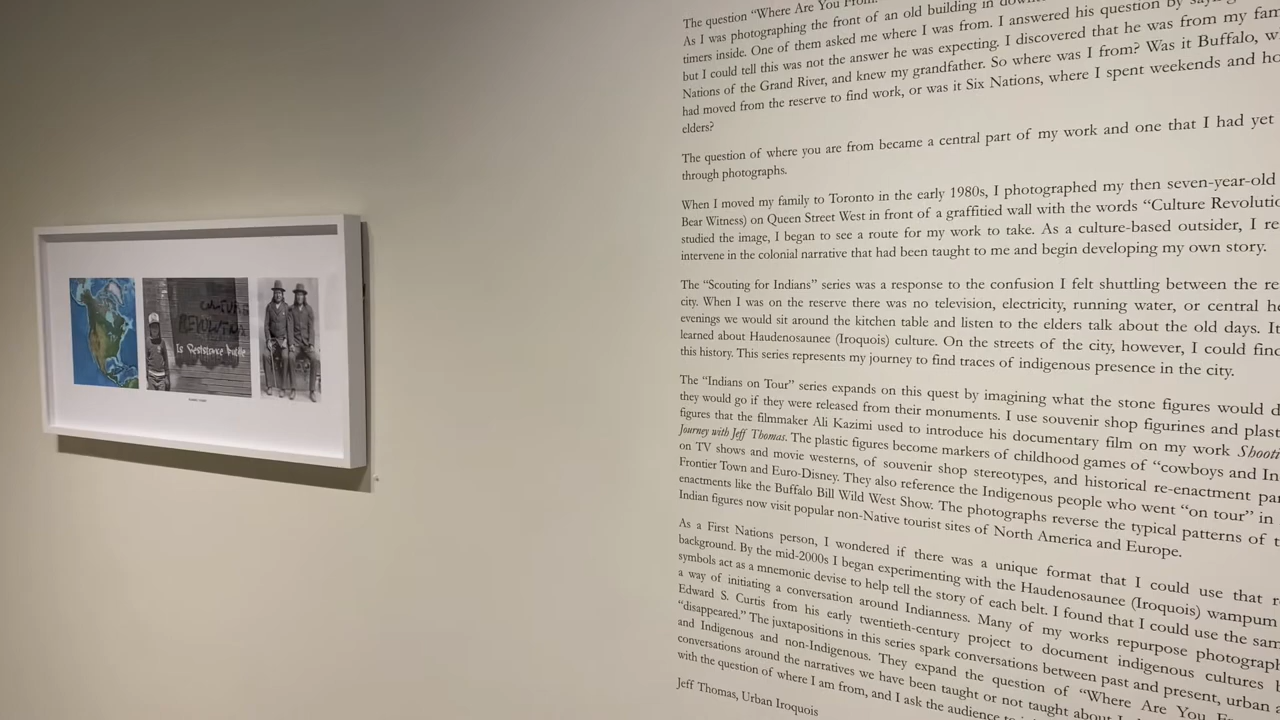 CULTURE
REVOLUTION
Is Resistance
The question "Where Are You From
As I was photographing the front of an old building in
timers inside. One of them asked me where I was from. I answered his question by
but I could tell this was not the answer he was expecting. I discovered that he was from my
Nations of the Grand River, and knew my grandfather. So where was I from? Was it Buffalo,
had moved from the reserve to find work, or was it Six Nations, where I spent weekends and
elders?
The question of where you are from became a central part of my work and one that I had yet
through photographs.
When I moved my family to Toronto in the early 1980s, I photographed my then seven-year-old
Bear Witness) on Queen Street West in front of a graffitied wall with the words "Culture Revolutio
studied the image, I began to see a route for my work to take. As a culture-based outsider, I re
intervene in the colonial narrative that had been taught to me and begin developing my own story.
The "Scouting for Indians" series was a response to the confusion I felt shuttling between the re
city. When I was on the reserve there was no television, electricity, running water, or central h
evenings we would sit around the kitchen table and listen to the elders talk about the old days. It
learned about Haudenosaunee (Iroquois) culture. On the streets of the city, however, I could find
this history. This series represents my journey to find traces of indigenous presence in the city.
The "Indians on Tour" series expands on this quest by imagining what the stone figures would d
they would go if they were released from their monuments. I use souvenir shop figurines and plast
figures that the filmmaker Ali Kazimi used to introduce his documentary film on my work Shooti
Journey with Jeff Thomas. The plastic figures become markers of childhood games of "cowboys and In
on TV shows and movie westerns, of souvenir shop stereotypes, and historical re-enactment par
Frontier Town and Euro-Disney. They also reference the Indigenous people who went "on tour" in
enactments like the Buffalo Bill Wild West Show. The photographs reverse the typical patterns of t
Indian figures now visit popular non-Native tourist sites of North America and Europe.
As a First Nations person, I wondered if there was a unique format that I could use that r
background. By the mid-2000s I began experimenting with the Haudenosaunee (Iroquois) wampum
symbols act as a mnemonic devise to help tell the story of each belt. I found that I could use the sam
a way of initiating a conversation around Indianness. Many of my works repurpose photograph
Edward S. Curtis from his early twentieth-century project to document indigenous cultures
"disappeared." The juxtapositions in this series spark conversations between past and present, urban
and Indigenous and non-Indigenous. They expand the question of "Where Are You
conversations around the narratives we have been taught or not taught about
with the question of where I am from, and I ask the audience
Jeff Thomas, Urban Iroquois